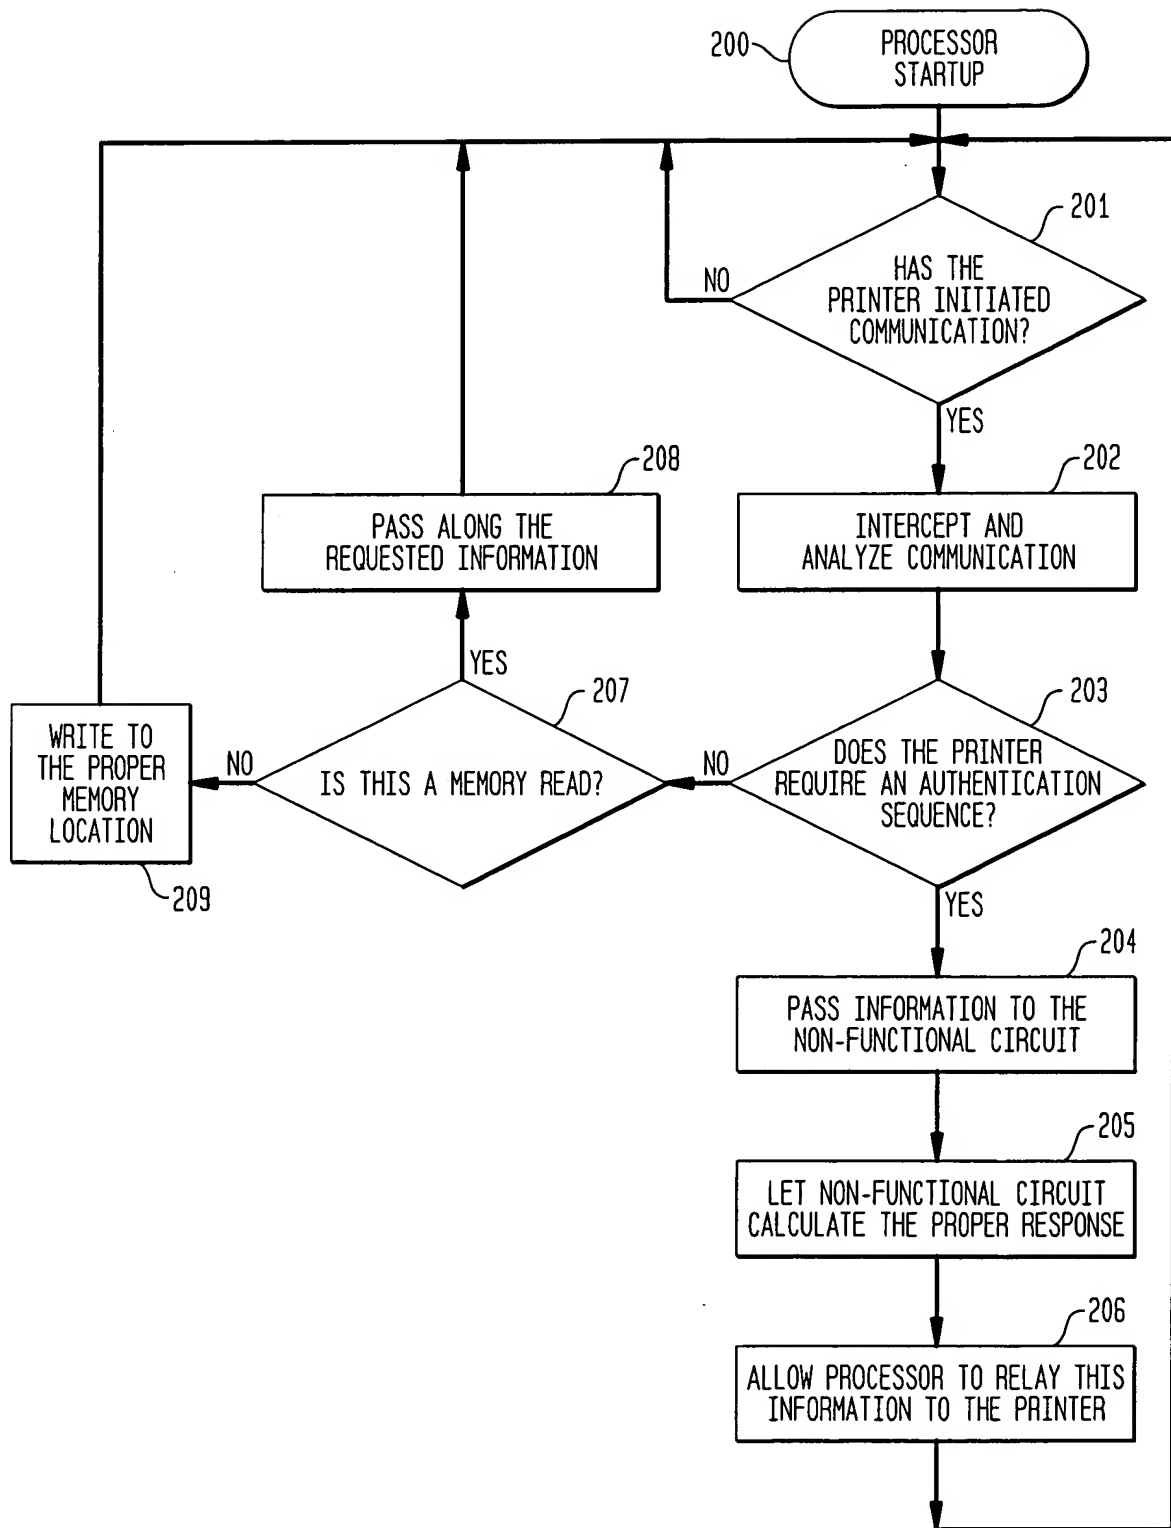 200
PROCESSOR
STARTUP
201
HAS THE
PRINTER INITIATED
COMMUNICATION?
NO
YES
202
INTERCEPT AND
ANALYZE COMMUNICATION
208
PASS ALONG THE
REQUESTED INFORMATION
YES
203
DOES THE PRINTER
REQUIRE AN AUTHENTICATION
SEQUENCE?
NO
YES
207
IS THIS A MEMORY READ?
NO
WRITE TO
THE PROPER
MEMORY
LOCATION
209
204
PASS INFORMATION TO THE
NON-FUNCTIONAL CIRCUIT
205
LET NON-FUNCTIONAL CIRCUIT
CALCULATE THE PROPER RESPONSE
206
ALLOW PROCESSOR TO RELAY THIS
INFORMATION TO THE PRINTER